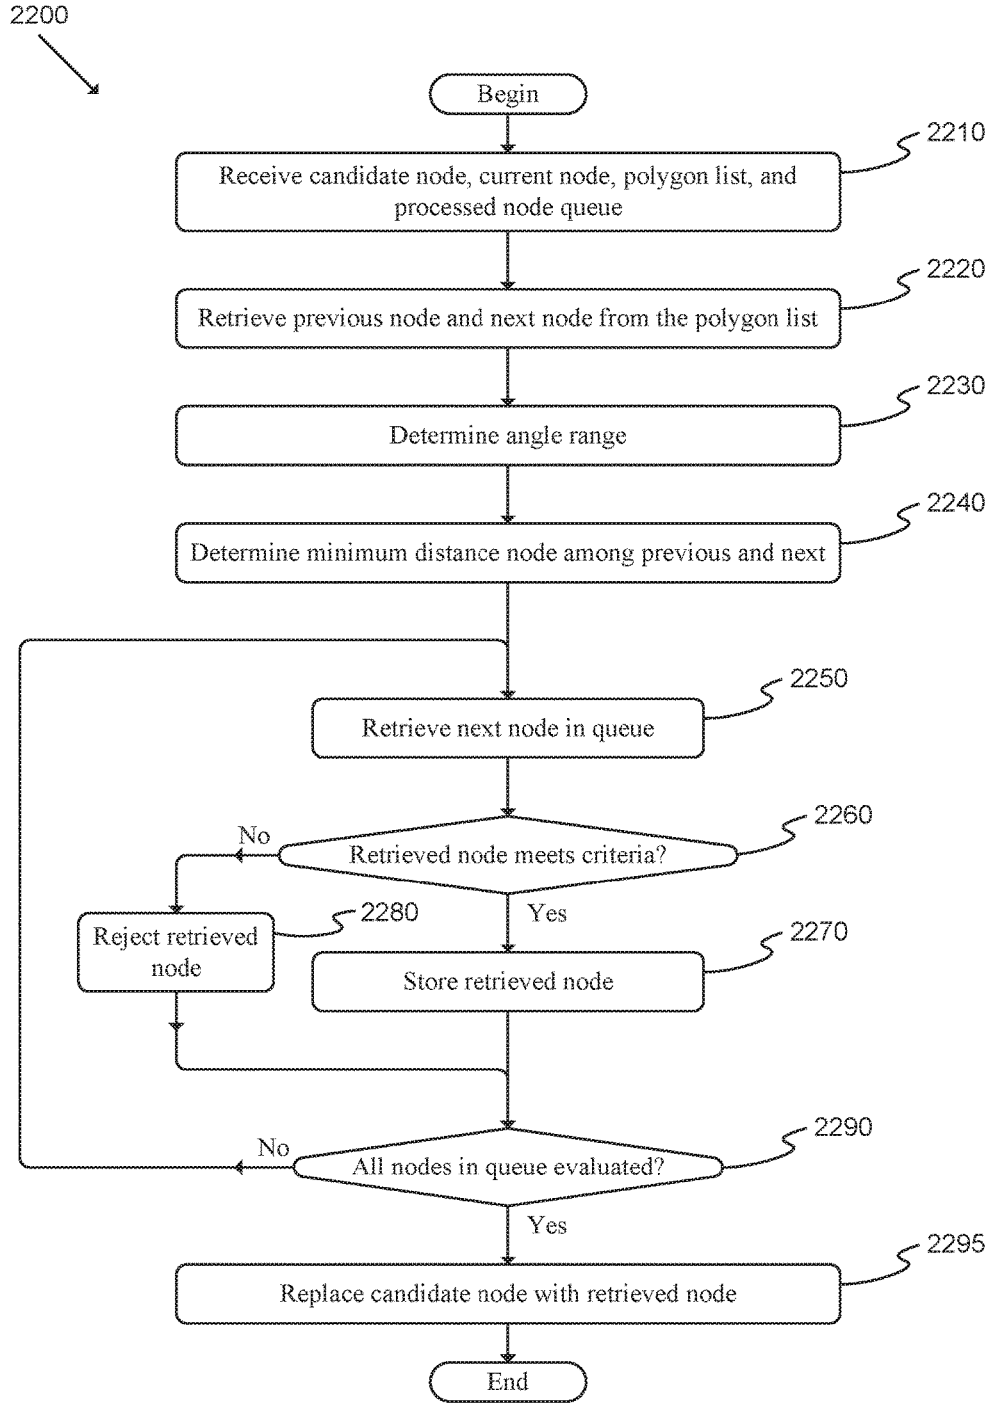 2200
Begin
2210
Receive candidate node, current node, polygon list, and
processed node queue
2220
Retrieve previous node and next node from the polygon list
2230
Determine angle range
2240
Determine minimum distance node among previous and next
2250
Retrieve next node in queue
2260
No
Retrieved node meets criteria?
Yes
2280
Reject retrieved
node
2270
Store retrieved node
2290
No
All nodes in queue evaluated?
Yes
2295
Replace candidate node with retrieved node
End